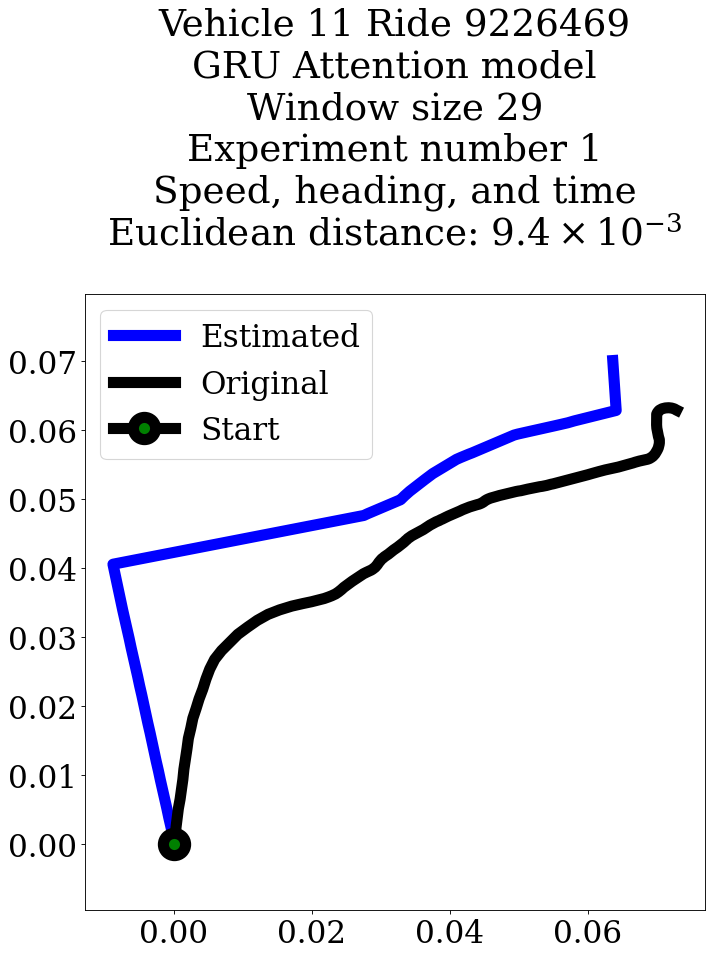 Vehicle 11 Ride 9226469
GRU Attention model
Window size 29
Experiment number 1
Speed, heading, and time
Euclidean distance: 9.4 × 10⁻³
Estimated
Original
Start
0.07
0.06
0.05
0.04
0.03
0.02
0.01
0.00
0.00 0.02 0.04 0.06